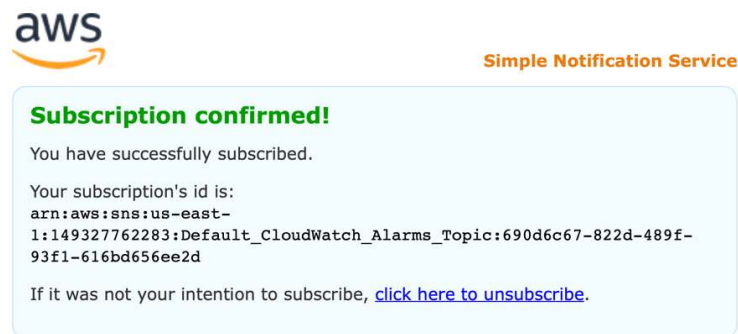 aws
Simple Notification Service
Subscription confirmed!
You have successfully subscribed.
Your subscription's id is:
arn:aws:sns:us-east-
1:149327762283:Default_CloudWatch_Alarms_Topic:690d6c67-822d-489f-
93f1-616bd656ee2d
If it was not your intention to subscribe, click here to unsubscribe.